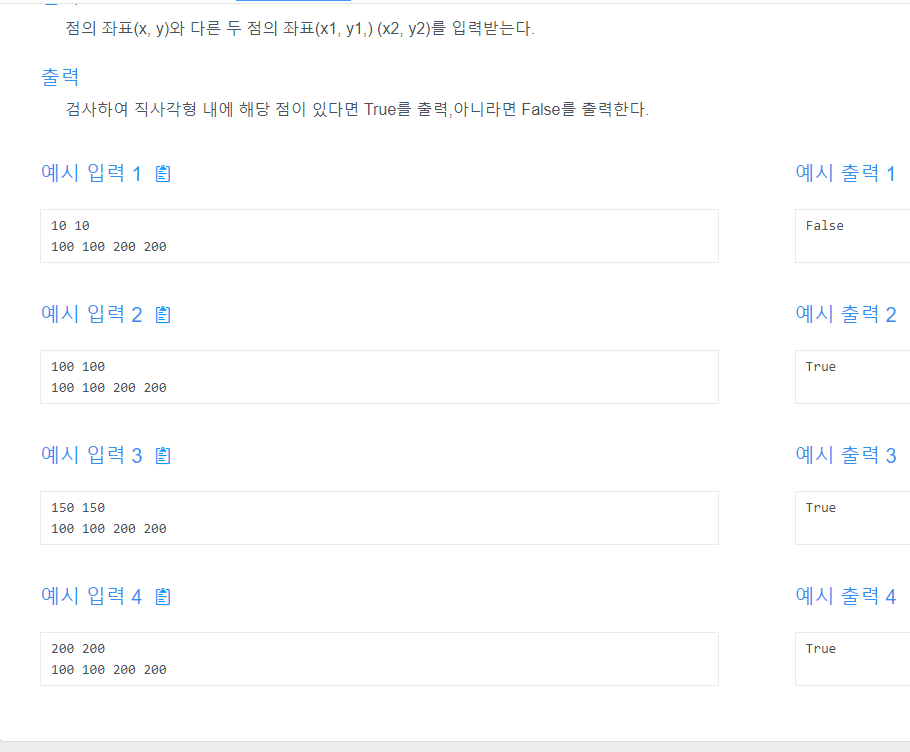 점의 좌표(x, y)와 다른 두 점의 좌표(x1, y1,) (x2, y2)를 입력받는다.
출력
검사하여 직사각형 내에 해당 점이 있다면 True를 출력,아니라면 False를 출력한다.
예시 입력 1
예시 출력 1
10 10
100 100 200 200
False
예시 입력 2
예시 출력 2
100 100
100 100 200 200
True
예시 입력 3
예시 출력 3
150 150
100 100 200 200
True
예시 입력 4
예시 출력 4
200 200
100 100 200 200
True